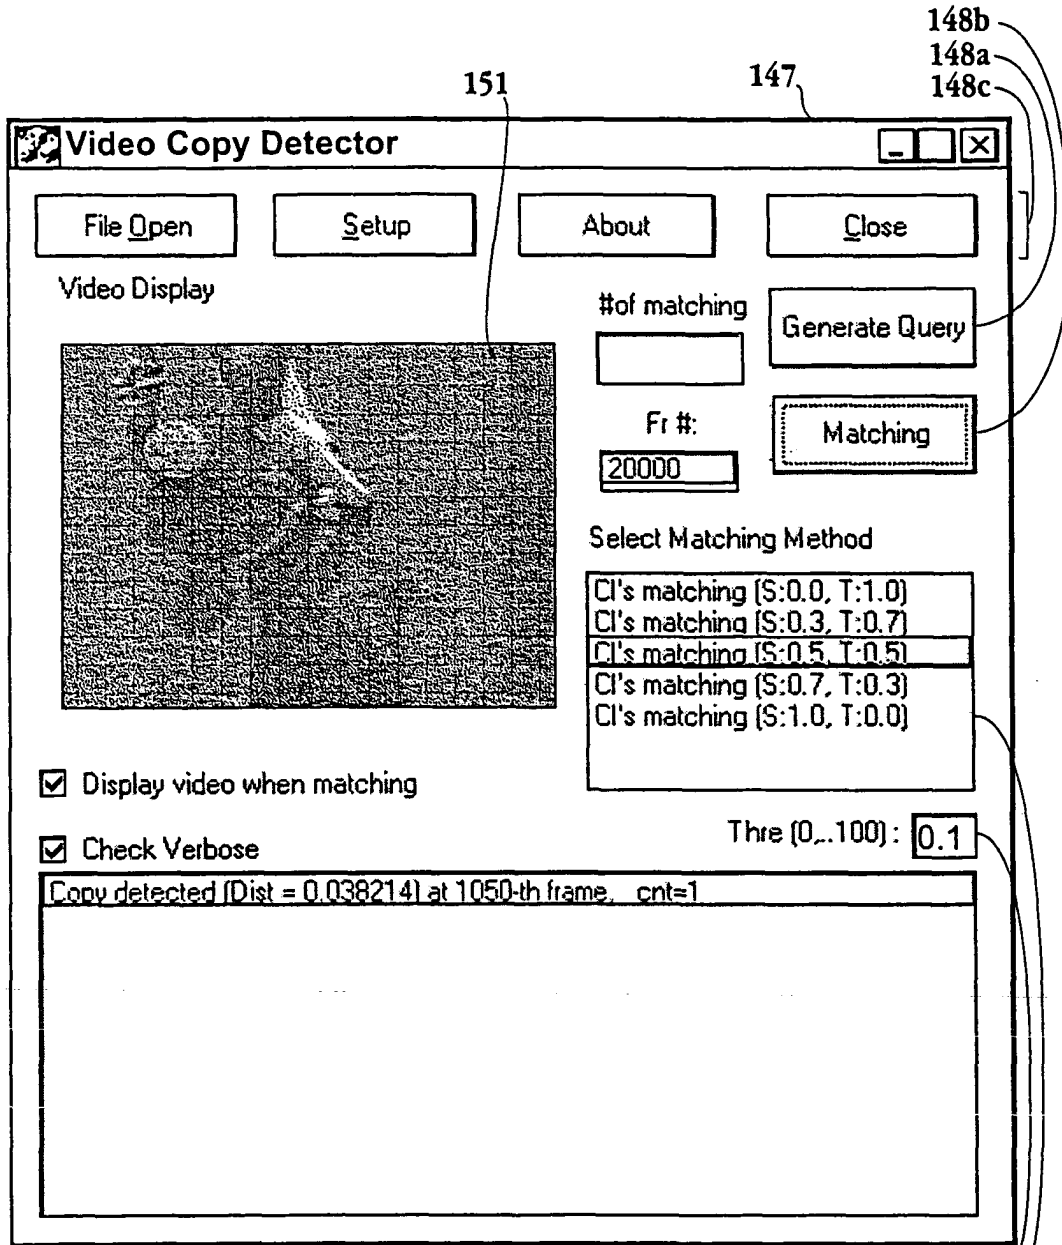 148b
148a
148c
151
147
Video Copy Detector
File Open
Setup
About
Close
Video Display
#of matching
Generate Query
Fr #:
Matching
20000
Select Matching Method
CI's matching (S:0.0, T:1.0)
CI's matching (S:0.3, T:0.7)
CI's matching (S:0.5, T:0.5)
CI's matching (S:0.7, T:0.3)
CI's matching (S:1.0, T:0.0)
Display video when matching
Thre (0,..100) : 0.1
Check Verbose
Copy detected (Dist = 0.038214) at 1050-th frame, cnt=1